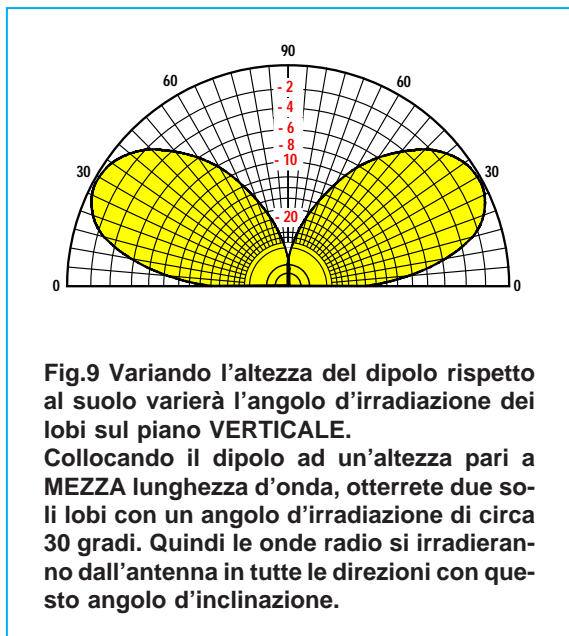 90
60 60
- 2
- 4
- 6
- 8
- 10
30 30
- 20
0 0
Fig.9 Variando l'altezza del dipolo rispetto
al suolo varierà l'angolo d'irradiazione dei
lobi sul piano VERTICALE.
Collocando il dipolo ad un'altezza pari a
MEZZA lunghezza d'onda, otterrete due so-
li lobi con un angolo d'irradiazione di circa
30 gradi. Quindi le onde radio si irradieran-
no dall'antenna in tutte le direzioni con que-
sto angolo d'inclinazione.